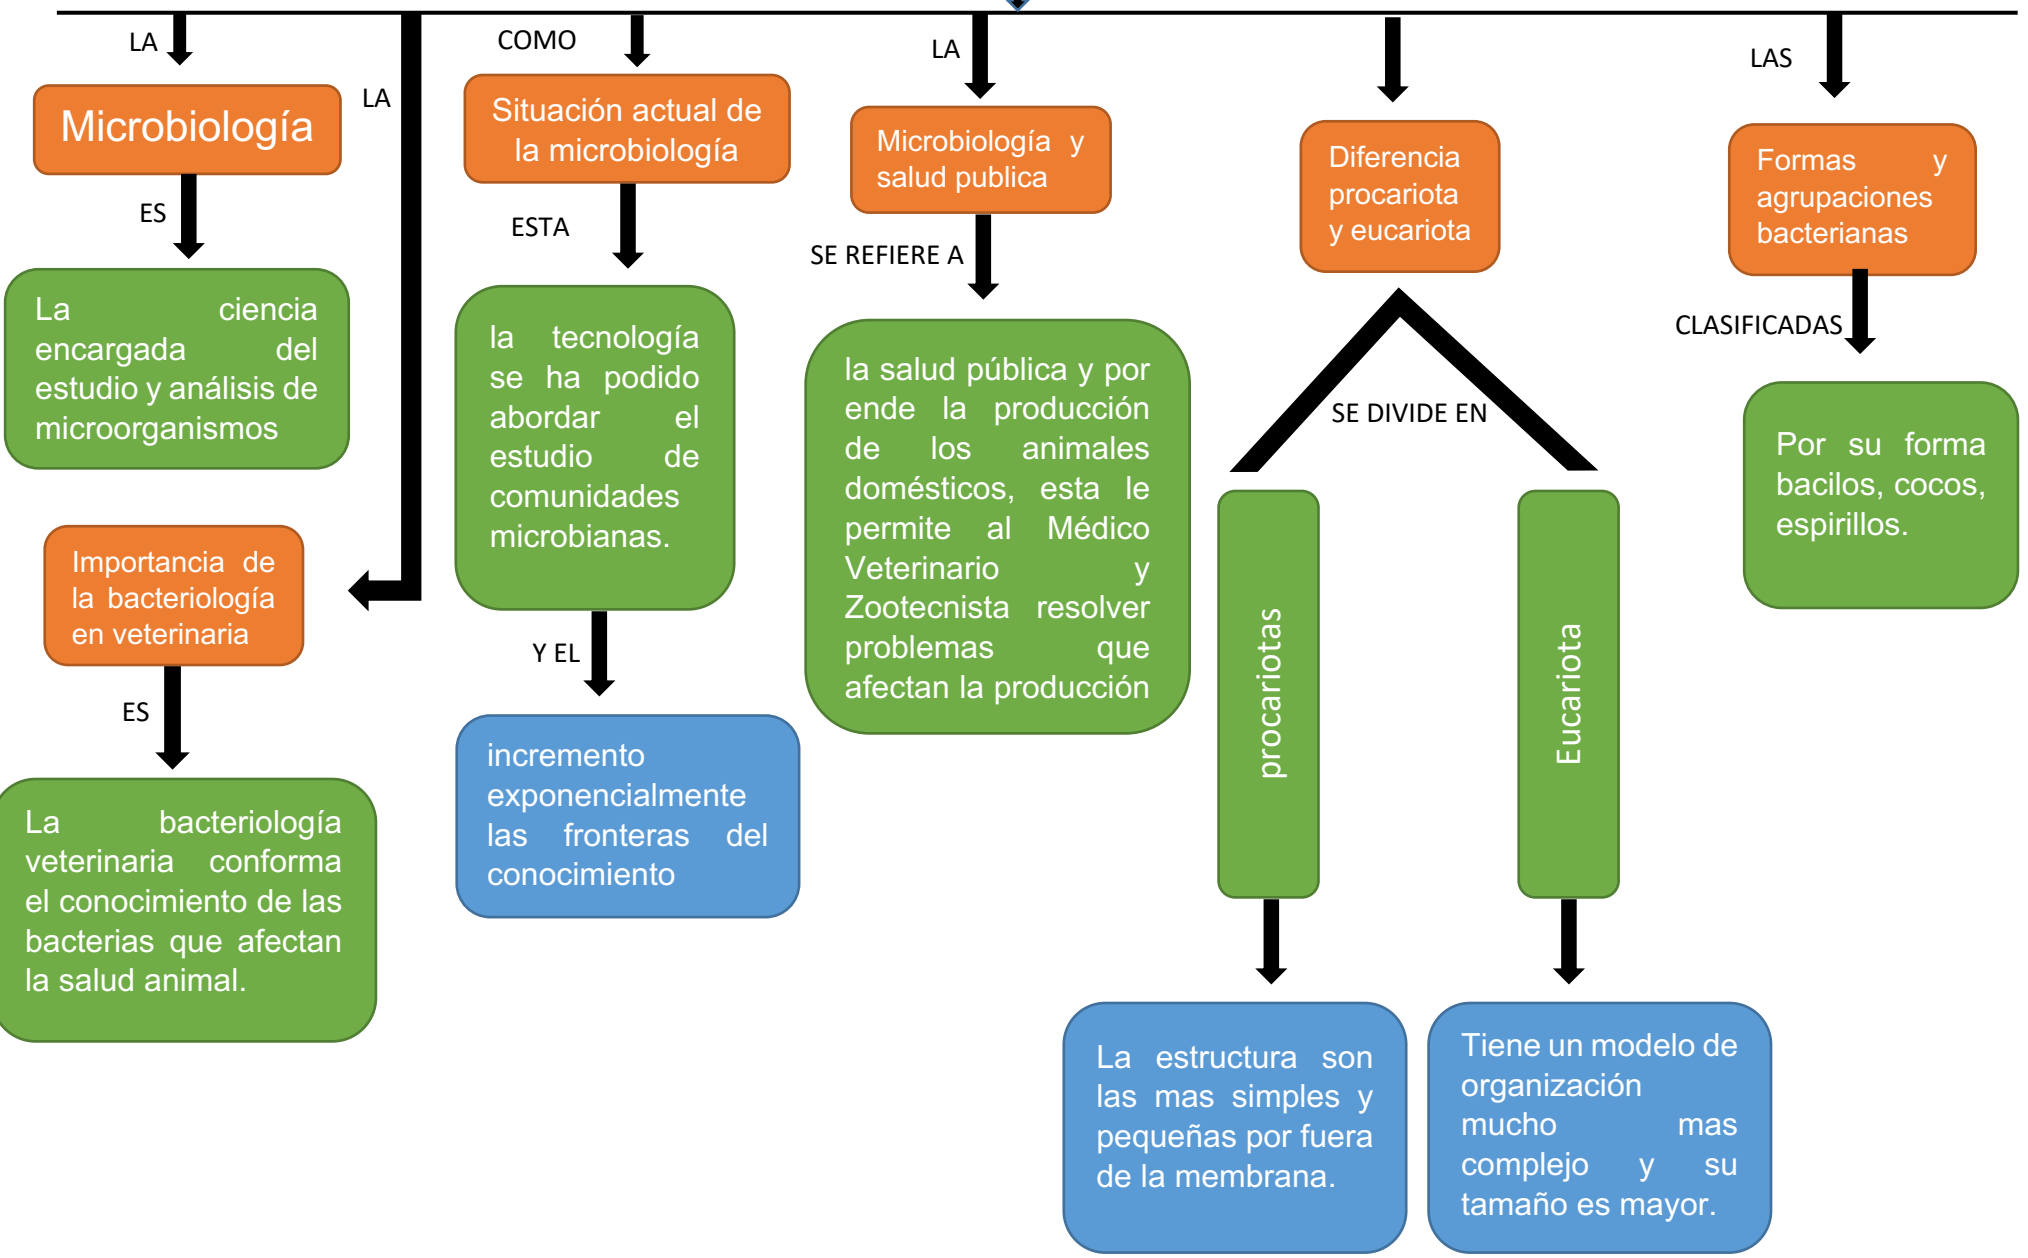 LA
Microbiología
ES
La ciencia
encargada del
estudio y análisis de
microorganismos
LA
Importancia de
la bacteriología
en veterinaria
ES
La bacteriología
veterinaria conforma
el conocimiento de las
bacterias que afectan
la salud animal.
COMO
Situación actual de
la microbiología
ESTA
la tecnología
se ha podido
abordar el
estudio de
comunidades
microbianas.
Y EL
incremento
exponencialmente
las fronteras del
conocimiento
LA
Microbiología y
salud publica
SE REFIERE A
la salud pública y por
ende la producción
de los animales
domésticos, esta le
permite al Médico
Veterinario y
Zootecnista resolver
problemas que
afectan la producción
Diferencia
procariota
y eucariota
SE DIVIDE EN
procariotas
La estructura son
las mas simples y
pequeñas por fuera
de la membrana.
Eucariota
Tiene un modelo de
organización
mucho mas
complejo y su
tamaño es mayor.
LAS
Formas y
agrupaciones
bacterianas
CLASIFICADAS
Por su forma
bacilos, cocos,
espirillos.